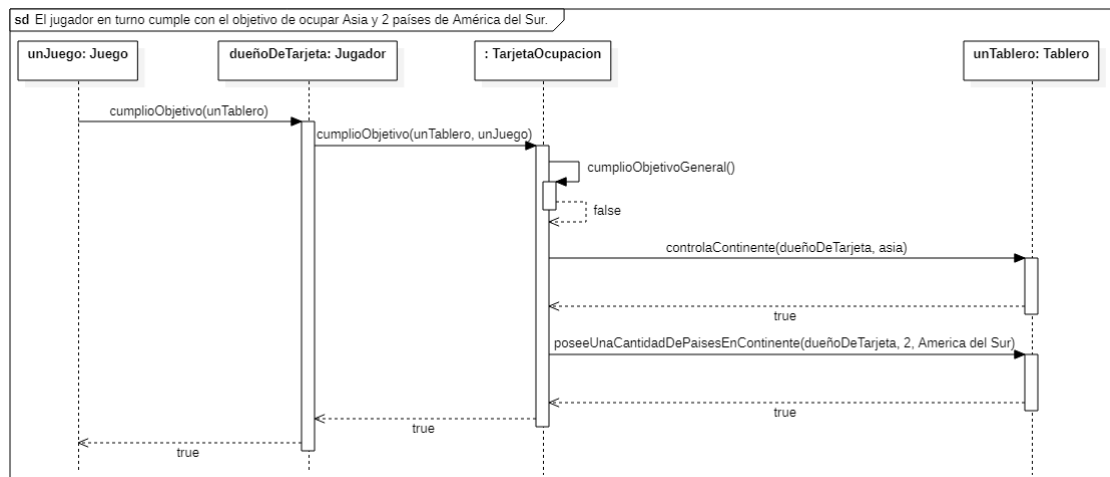 sd El jugador en turno cumple con el objetivo de ocupar Asia y 2 países de América del Sur.
unJuego: Juego
dueñoDeTarjeta: Jugador
: TarjetaOcupacion
unTablero: Tablero
cumplioObjetivo(unTablero)
cumplioObjetivo(unTablero, unJuego)
cumplioObjetivoGeneral()
false
controlaContinente(dueñoDeTarjeta, asia)
true
poseeUnaCantidadDePaisesEnContinente(dueñoDeTarjeta, 2, America del Sur)
true
true
true